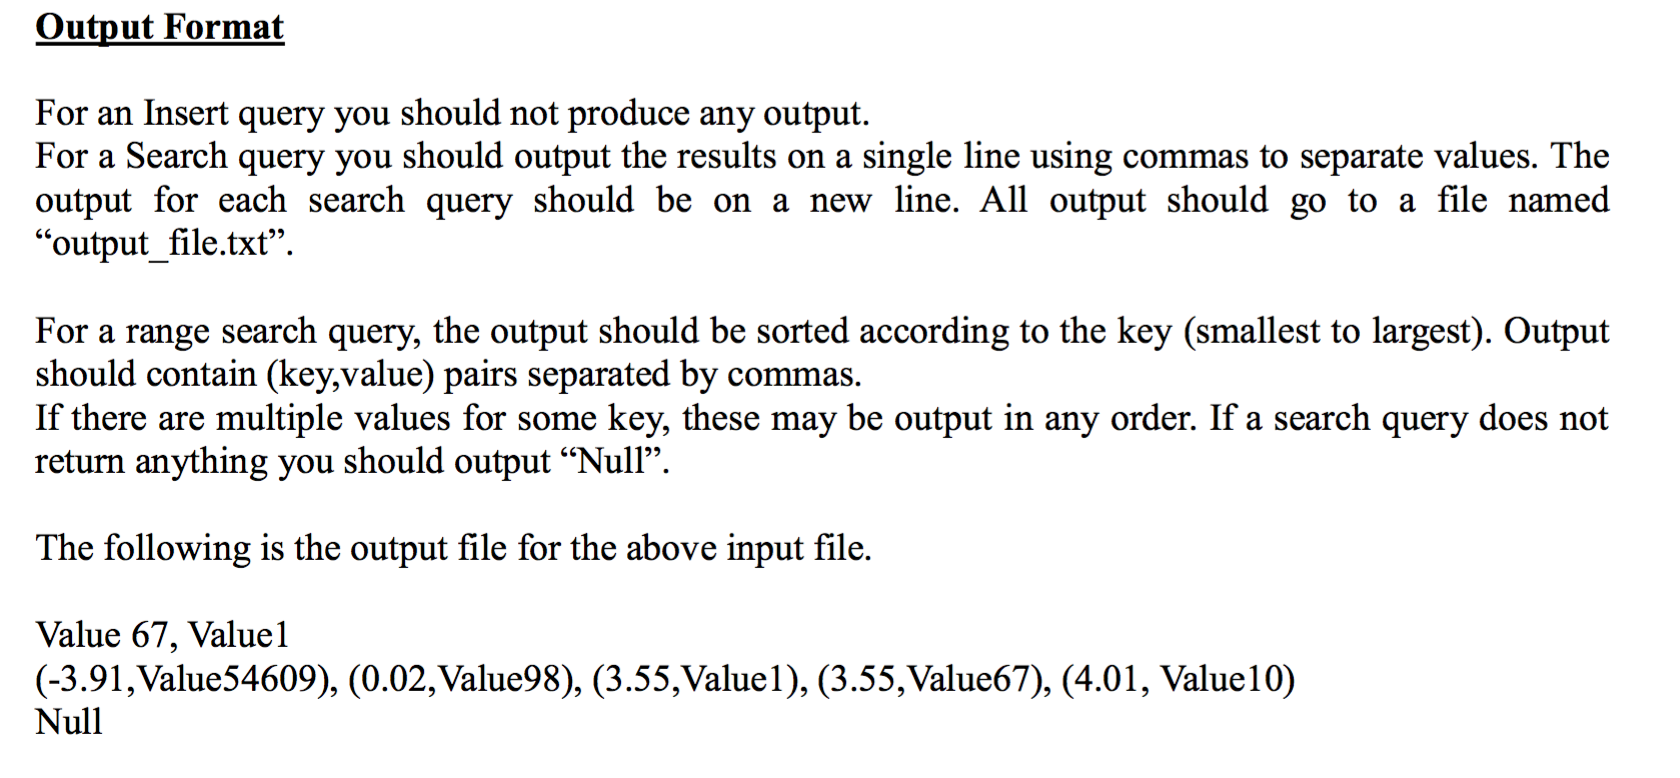 Output Format
For an Insert query you should not produce any output.
For a Search query you should output the results on a single line using commas to separate values. The
output for each search query should be on a new line. All output should go to a file named
“output_file.txt”.
For a range search query, the output should be sorted according to the key (smallest to largest). Output
should contain (key,value) pairs separated by commas.
If there are multiple values for some key, these may be output in any order. If a search query does not
return anything you should output “Null”.
The following is the output file for the above input file.
Value 67, Value1
(-3.91,Value54609), (0.02,Value98), (3.55,Value1), (3.55,Value67), (4.01, Value10)
Null